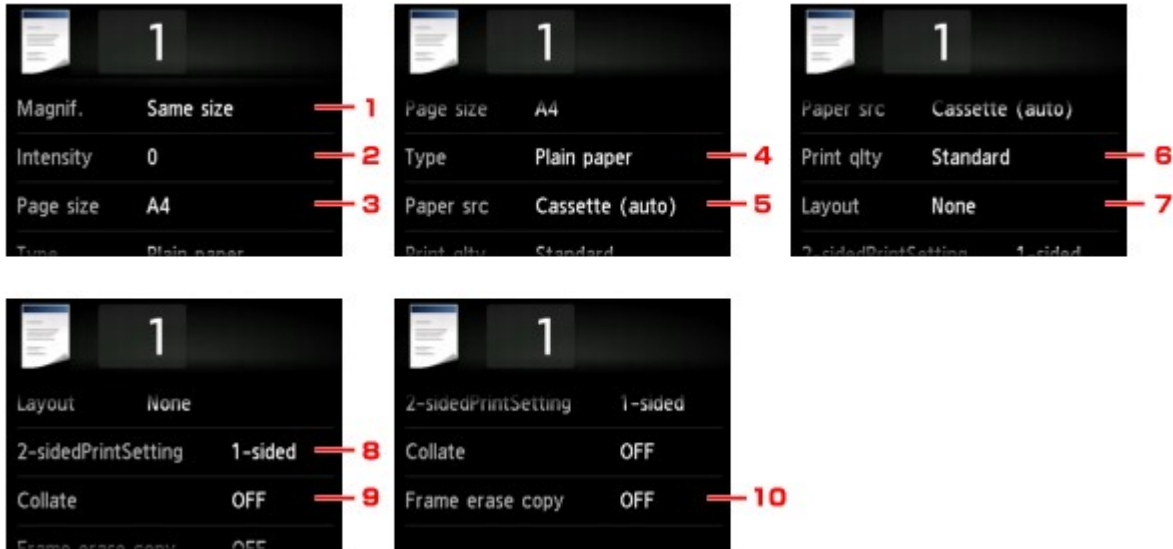 1
Magnif. Same size 1
Intensity 0 2
Page size A4 3
Type Plain paper
1
Page size A4
Type Plain paper 4
Paper src Cassette (auto) 5
Print qlty Standard
1
Paper src Cassette (auto)
Print qlty Standard 6
Layout None 7
2-sidedPrintSetting 1-sided
1
Layout None
2-sidedPrintSetting 1-sided 8
Collate OFF 9
Frame erase copy OFF
1
2-sidedPrintSetting 1-sided
Collate OFF
Frame erase copy OFF 10